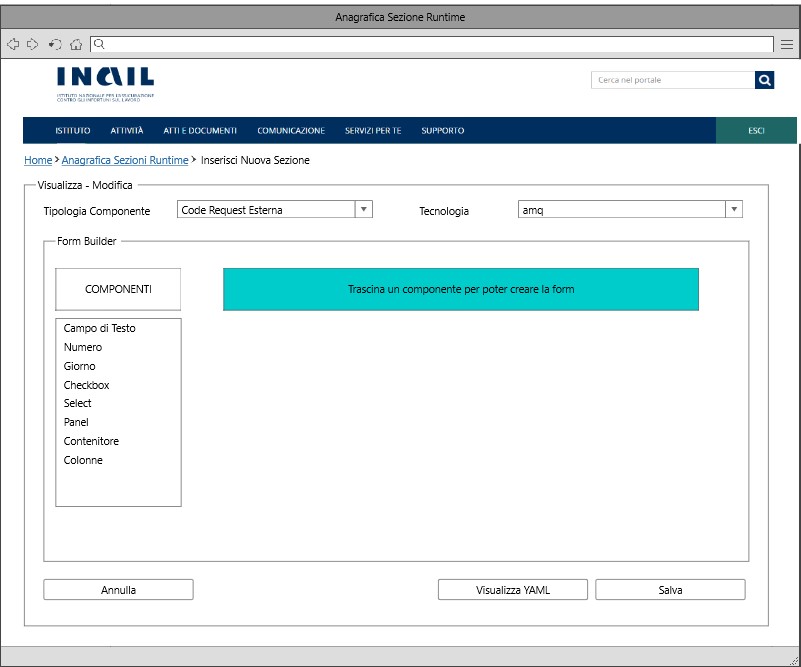 Anagrafica Sezione Runtime
INAIL
ISTITUTO NAZIONALE PER L'ASSICURAZIONE
CONTRO GLI INFORTUNI SUL LAVORO
Cerca nel portale
ISTITUTO ATTIVITÀ ATTI E DOCUMENTI COMUNICAZIONE SERVIZI PER TE SUPPORTO ESCI
Home > Anagrafica Sezioni Runtime > Inserisci Nuova Sezione
Visualizza - Modifica
Tipologia Componente Code Request Esterna Tecnologia amq
Form Builder
COMPONENTI Trascina un componente per poter creare la form
Campo di Testo
Numero
Giorno
Checkbox
Select
Panel
Contenitore
Colonne
Annulla Visualizza YAML Salva